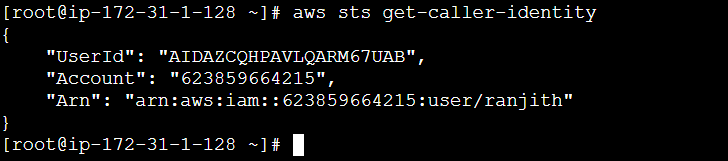 [root@ip-172-31-1-128 ~]# aws sts get-caller-identity
{
    "UserId": "AIDAZCQHPAVLQARM67UAB",
    "Account": "623859664215",
    "Arn": "arn:aws:iam::623859664215:user/ranjith"
}
[root@ip-172-31-1-128 ~]#